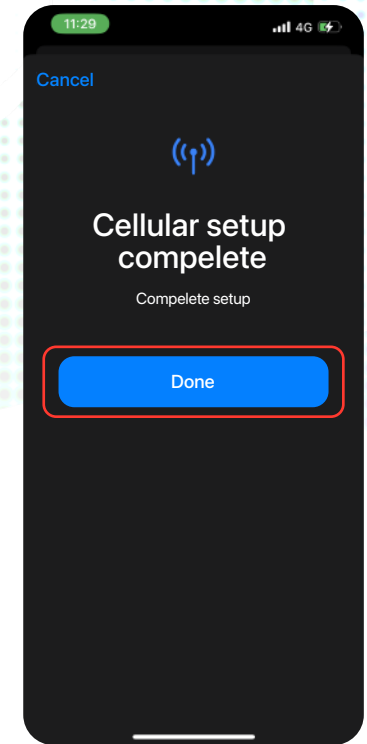 11:29 4G
Cancel
Cellular setup
compelete
Compelete setup
Done